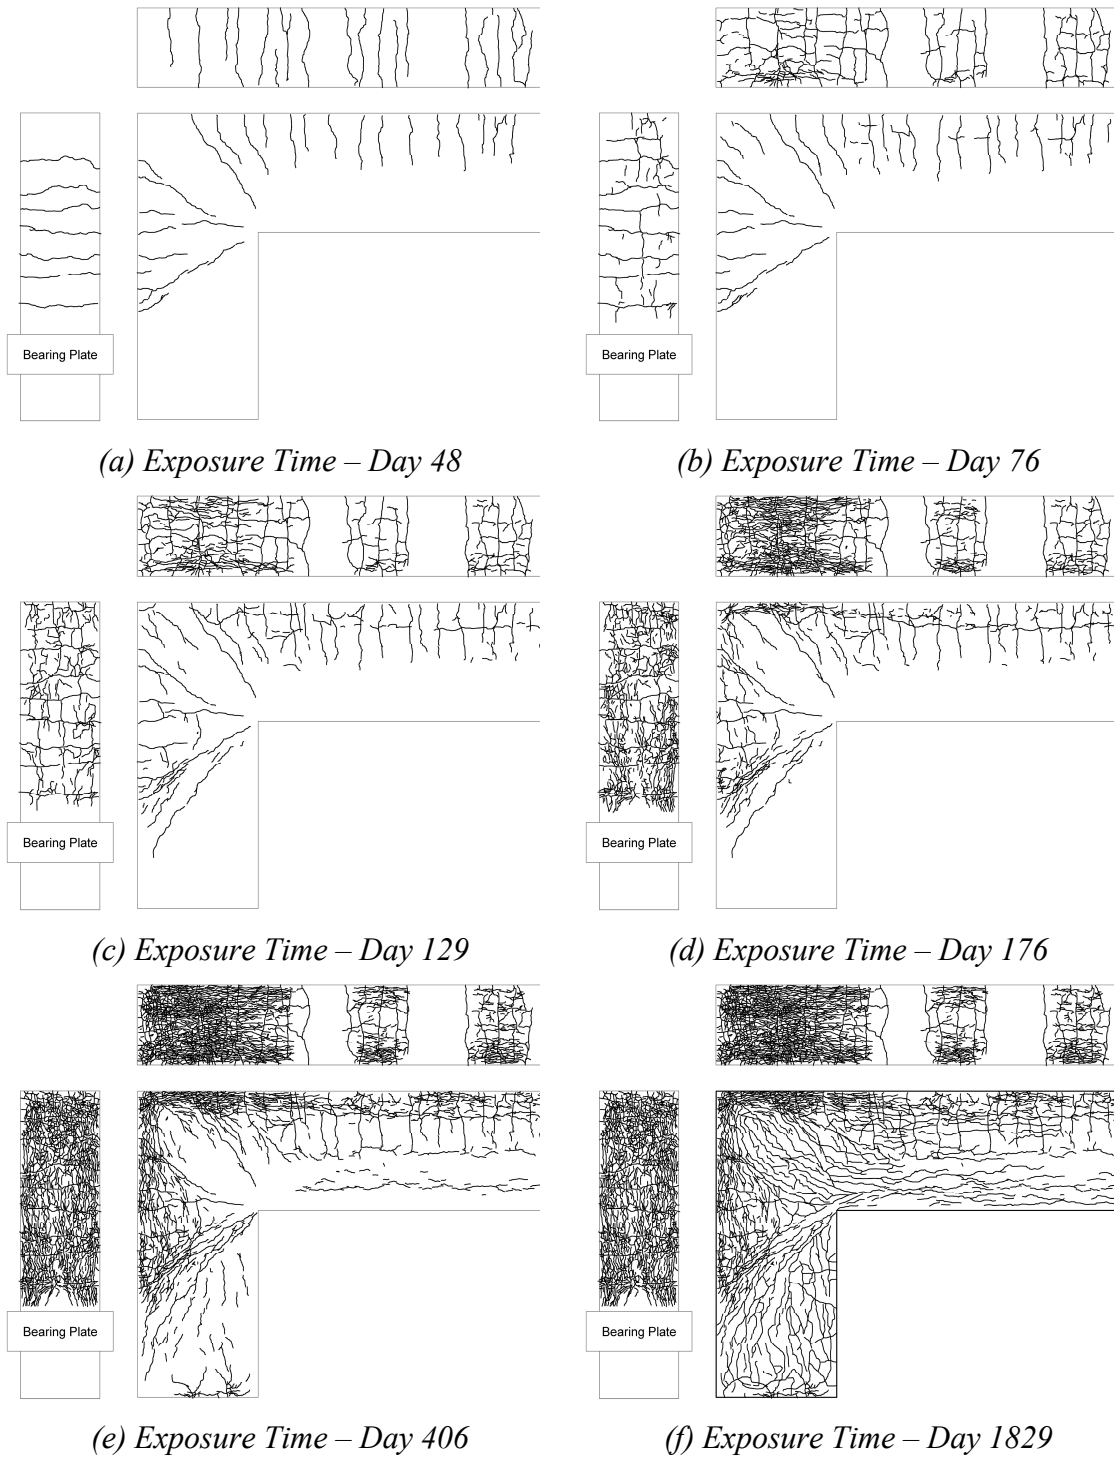 Bearing Plate
Bearing Plate
(a) Exposure Time – Day 48
(b) Exposure Time – Day 76
Bearing Plate
Bearing Plate
(c) Exposure Time – Day 129
(d) Exposure Time – Day 176
Bearing Plate
Bearing Plate
(e) Exposure Time – Day 406
(f) Exposure Time – Day 1829